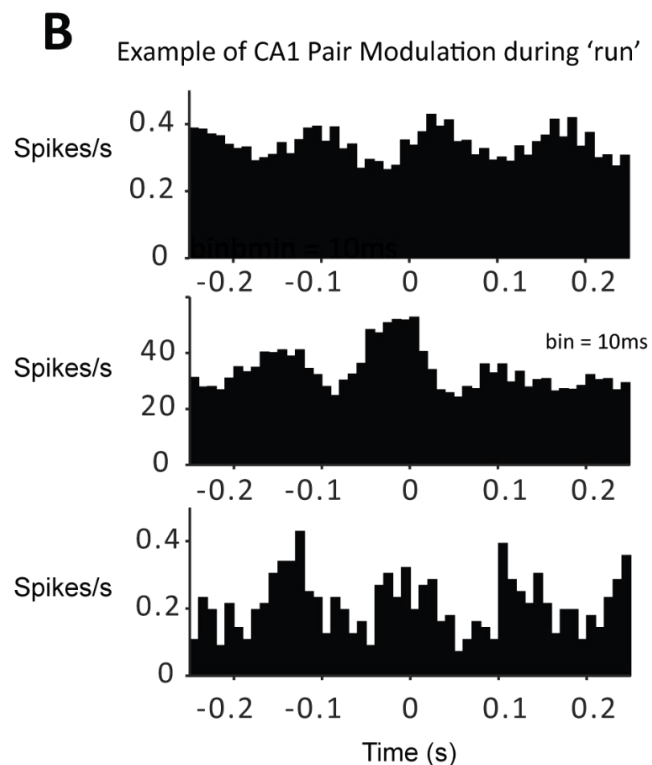 B
Example of CA1 Pair Modulation during 'run'
Spikes/s
0.4
0.2
0
binbmin = 10ms
-0.2 -0.1 0 0.1 0.2
Spikes/s
40
20
0
bin = 10ms
-0.2 -0.1 0 0.1 0.2
Spikes/s
0.4
0.2
0
-0.2 -0.1 0 0.1 0.2
Time (s)